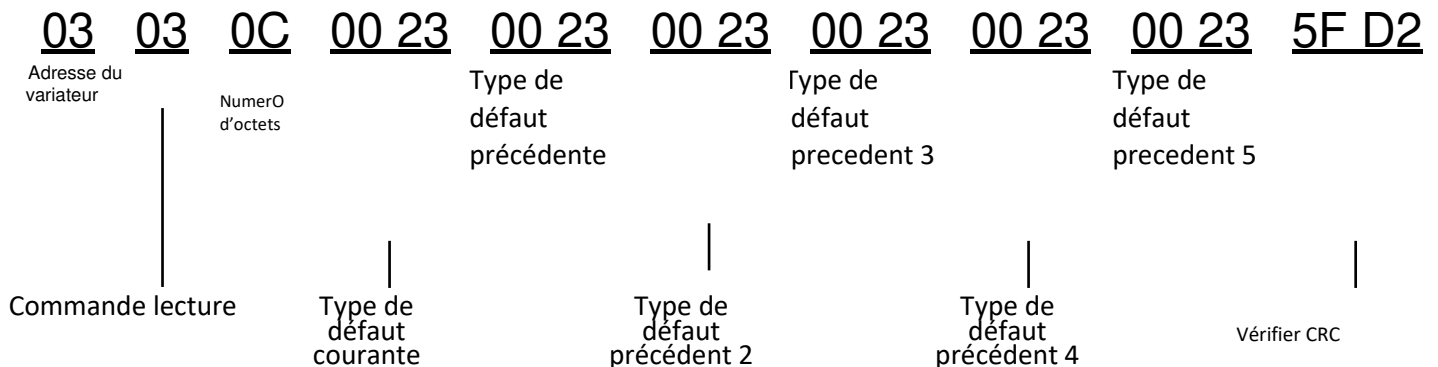 03 03 0C 00 23 00 23 00 23 00 23 00 23 00 23 5F D2
Adresse du
variateur
NumerO
d'octets
Type de
défaut
précédente
Type de
défaut
precedent 3
Type de
défaut
precedent 5
Commande lecture
Type de
défaut
courante
Type de
défaut
précédent 2
Type de
défaut
précédent 4
Vérifier CRC